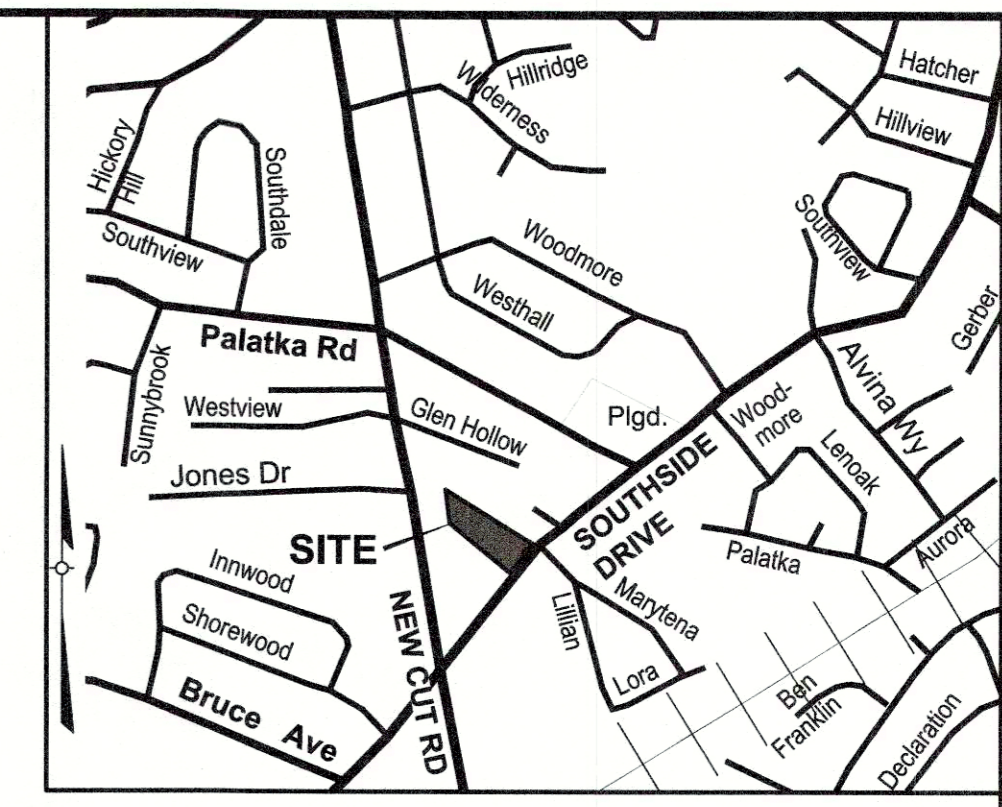 Hatcher
Hillridge
Wilderness
Hillview
Hickory
Hill
Southdale
Southview
Southview
Woodmore
Westhall
Gerber
Palatka Rd
Sunnybrook
Westview
Glen Hollow
Plgd.
Wood-
more
Alvina Wy
Lenoak
Jones Dr
SOUTHSIDE
DRIVE
SITE
Palatka
Aurora
Innwood
Shorewood
NEW CUT RD
Lillian
Marytena
Lora
Bruce Ave
Ben
Franklin
Declaration